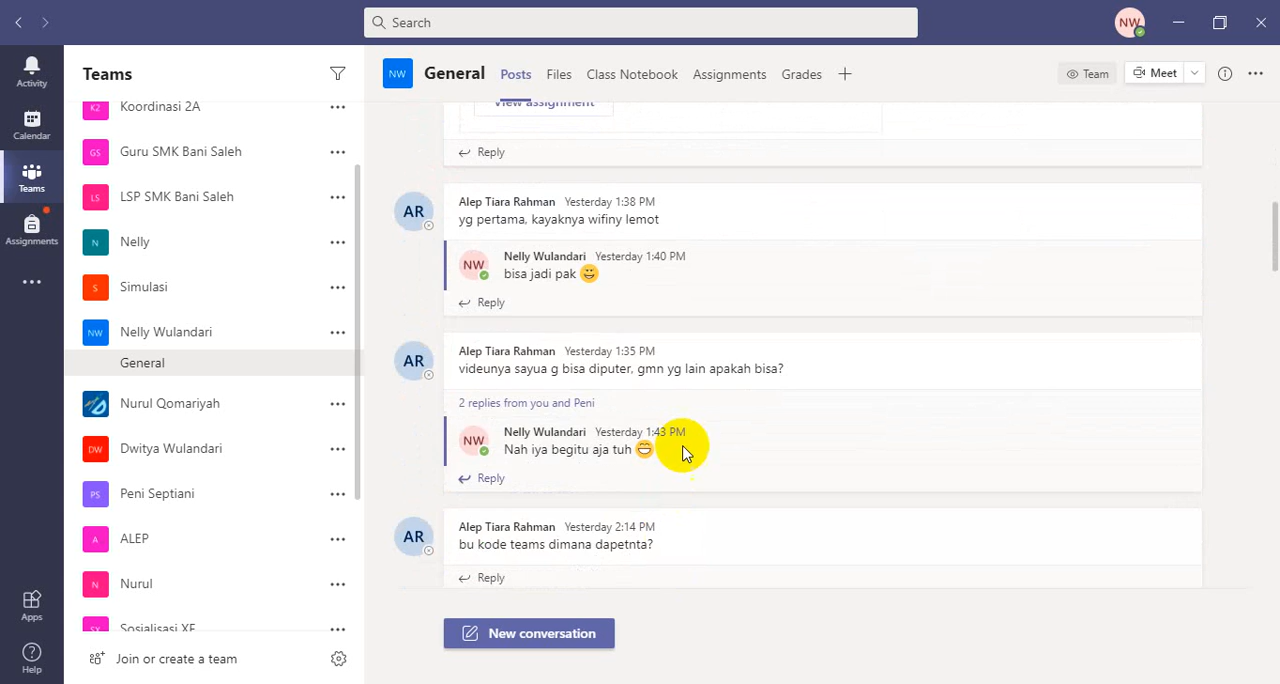 Search
NW
Activity
Calendar
Teams
Assignments
Apps
Help
Teams
K2 Koordinasi 2A
GS Guru SMK Bani Saleh
LS LSP SMK Bani Saleh
N Nelly
S Simulasi
NW Nelly Wulandari
General
Nurul Qomariyah
DW Dwitya Wulandari
PS Peni Septiani
A ALEP
N Nurul
SX Sosialisasi XE
Join or create a team
NW General Posts Files Class Notebook Assignments Grades
Team Meet
View assignment
Reply
AR Alep Tiara Rahman Yesterday 1:38 PM
yg pertama, kayaknya wifiny lemot
NW Nelly Wulandari Yesterday 1:40 PM
bisa jadi pak 😀
Reply
AR Alep Tiara Rahman Yesterday 1:35 PM
videunya sayua g bisa diputer, gmn yg lain apakah bisa?
2 replies from you and Peni
NW Nelly Wulandari Yesterday 1:43 PM
Nah iya begitu aja tuh 😁
Reply
AR Alep Tiara Rahman Yesterday 2:14 PM
bu kode teams dimana dapetnta?
Reply
New conversation